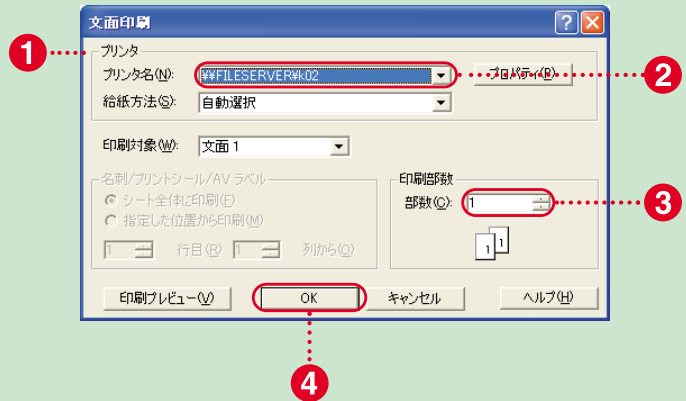 文面印刷
1
プリンタ
プリンタ名(N): ¥¥FILESERVER¥k02 プロパティ(P) 2
給紙方法(S): 自動選択
印刷対象(W): 文面 1
名刺/プリントシール/AV ラベル
シート全体に印刷(F)
指定した位置から印刷(M)
1 行目(R) 1 列から(O)
印刷部数
部数(C): 1 3
1 1
印刷プレビュー(V) OK キャンセル ヘルプ(H)
4